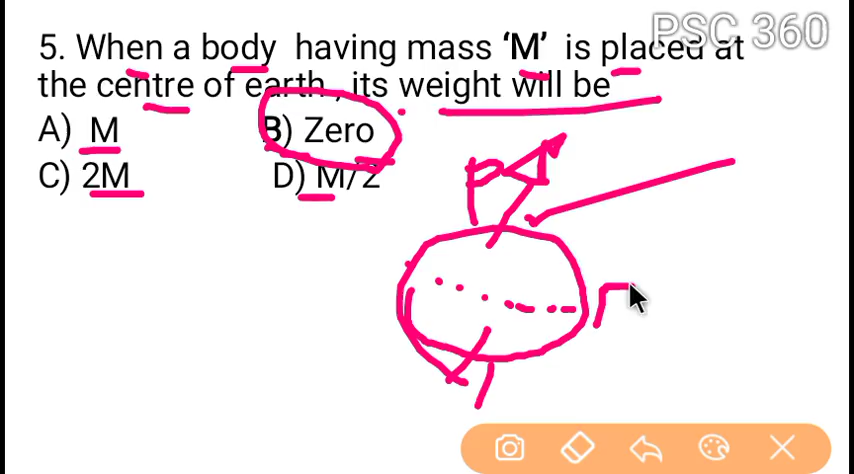 PSC 360
5. When a body having mass ‘M’ is placed at
the centre of earth , its weight will be
A) M B) Zero
C) 2M D) M/2